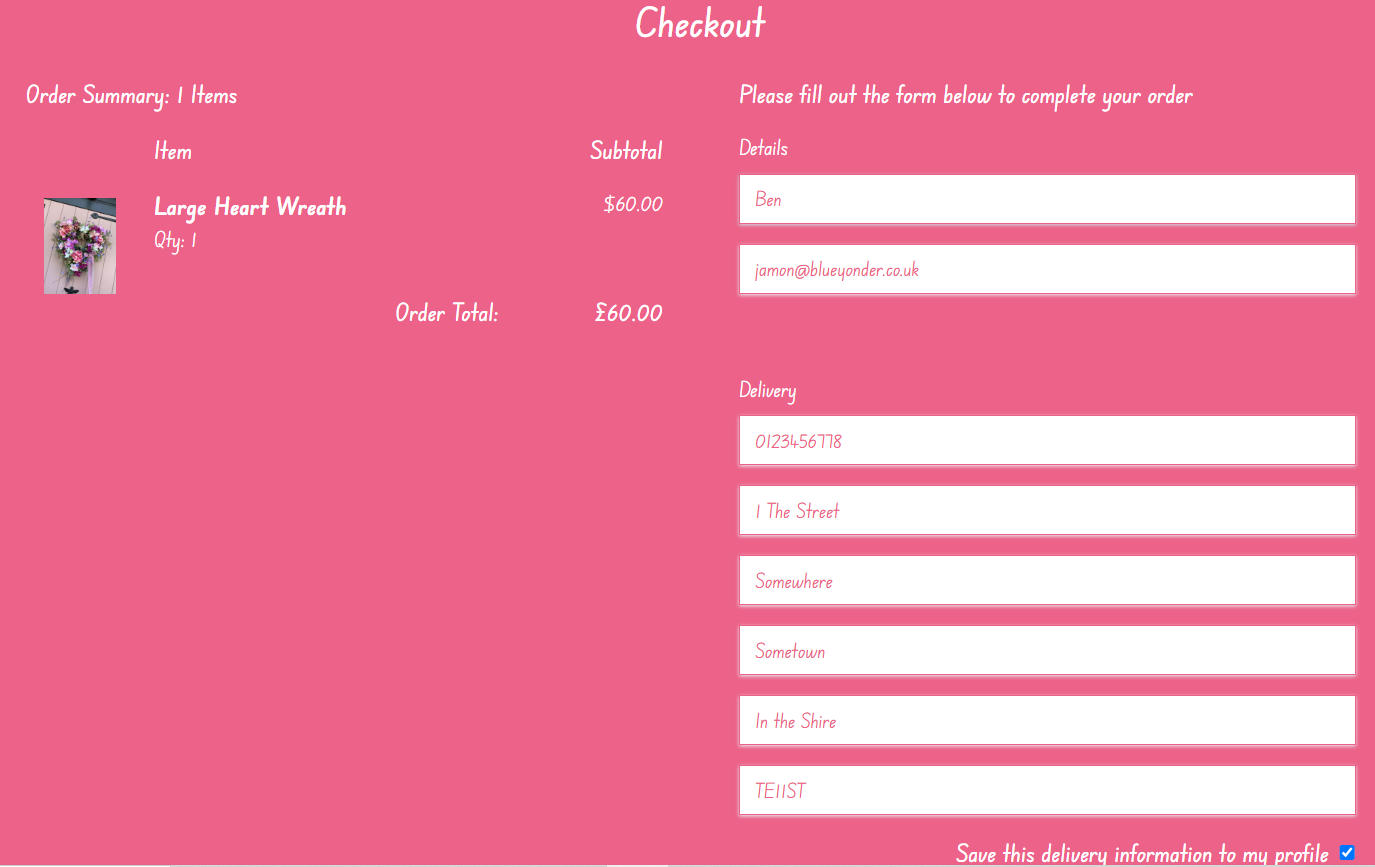 Checkout
Order Summary: 1 Items
Item Subtotal
Large Heart Wreath $60.00
Qty: 1
Order Total: £60.00
Please fill out the form below to complete your order
Details
Ben
jamon@blueyonder.co.uk
Delivery
0123456778
1 The Street
Somewhere
Sometown
In the Shire
TE11ST
Save this delivery information to my profile